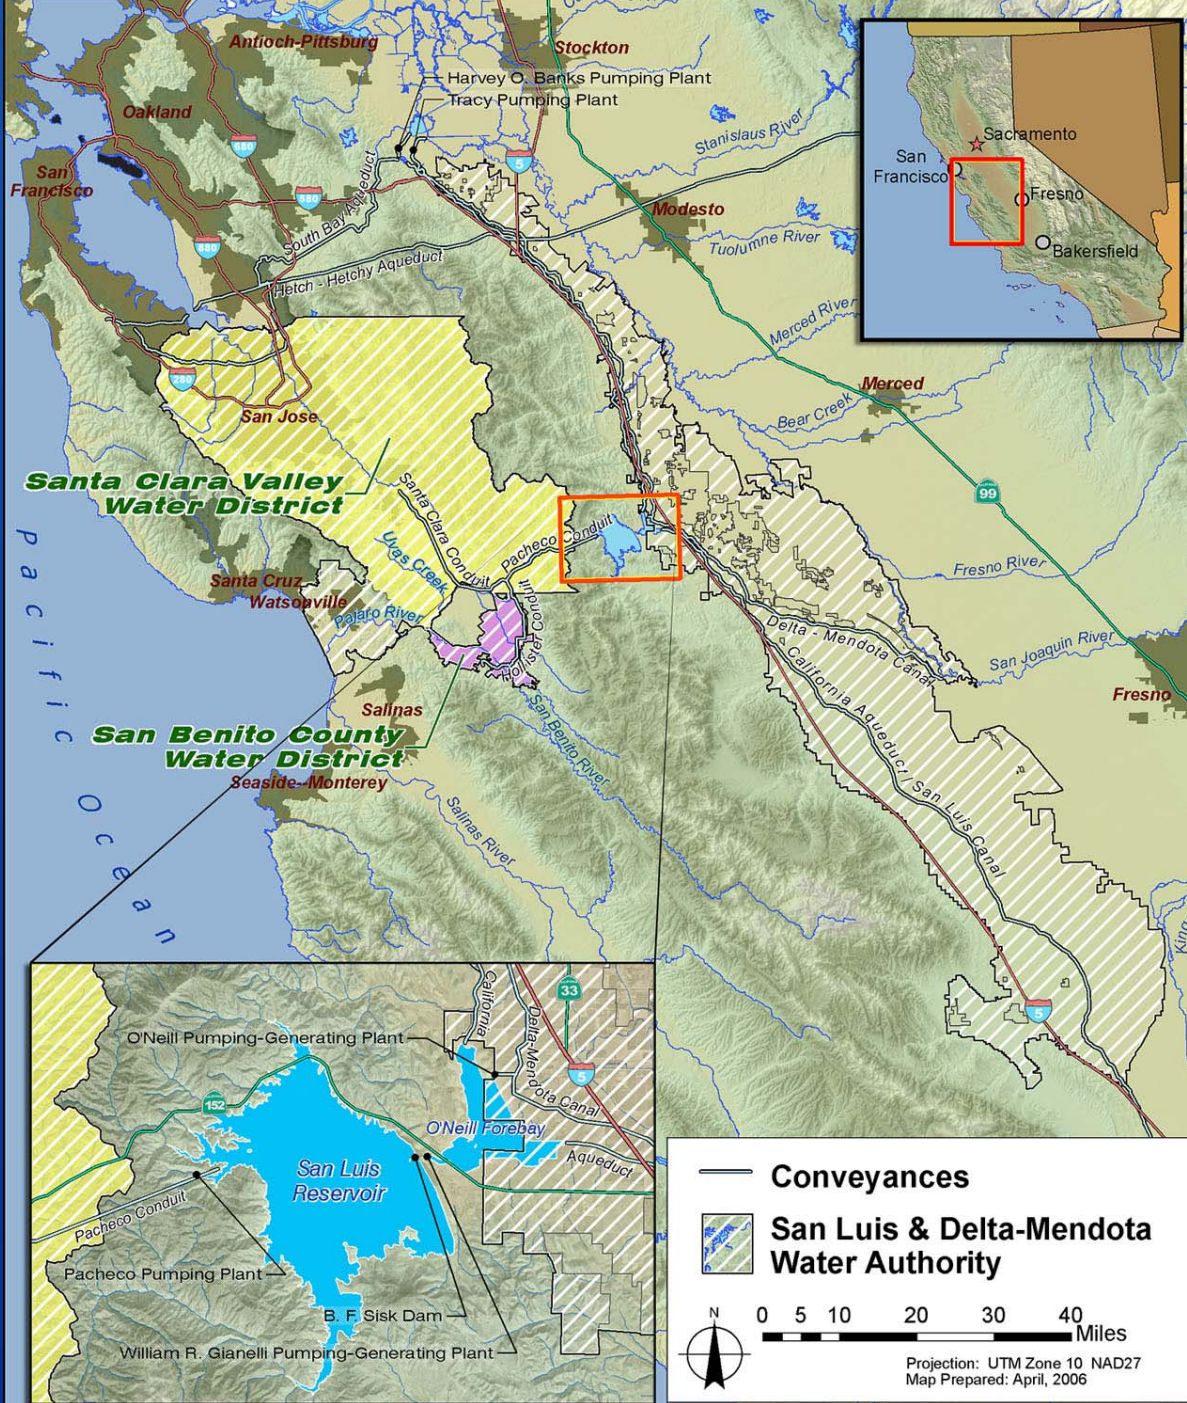 Antioch-Pittsburg
Stockton
Harvey O. Banks Pumping Plant
Tracy Pumping Plant
Oakland
680
5
Stanislaus River
San
Francisco
580
South Bay Aqueduct
Modesto
880
Tuolumne River
Hetch - Hetchy Aqueduct
Merced River
Sacramento
San
Francisco
Fresno
Bakersfield
280
San Jose
Merced
Bear Creek
Santa Clara Valley
Water District
Santa Clara Conduit
99
Pacheco Conduit
Pacific Ocean
Uvas Creek
Santa Cruz
Watsonville
Pajaro River
Hollister Conduit
Fresno River
Delta - Mendota Canal
San Joaquin River
California Aqueduct / San Luis Canal
Fresno
Salinas
San Benito County
Water District
San Benito River
Seaside--Monterey
Salinas River
5
California
33
O'Neill Pumping-Generating Plant
Delta-Mendota Canal
5
152
O'Neill Forebay
Aqueduct
San Luis
Reservoir
Pacheco Conduit
Pacheco Pumping Plant
B. F. Sisk Dam
William R. Gianelli Pumping-Generating Plant
Conveyances
San Luis & Delta-Mendota
Water Authority
N
0 5 10 20 30 40
Miles
Projection: UTM Zone 10 NAD27
Map Prepared: April, 2006